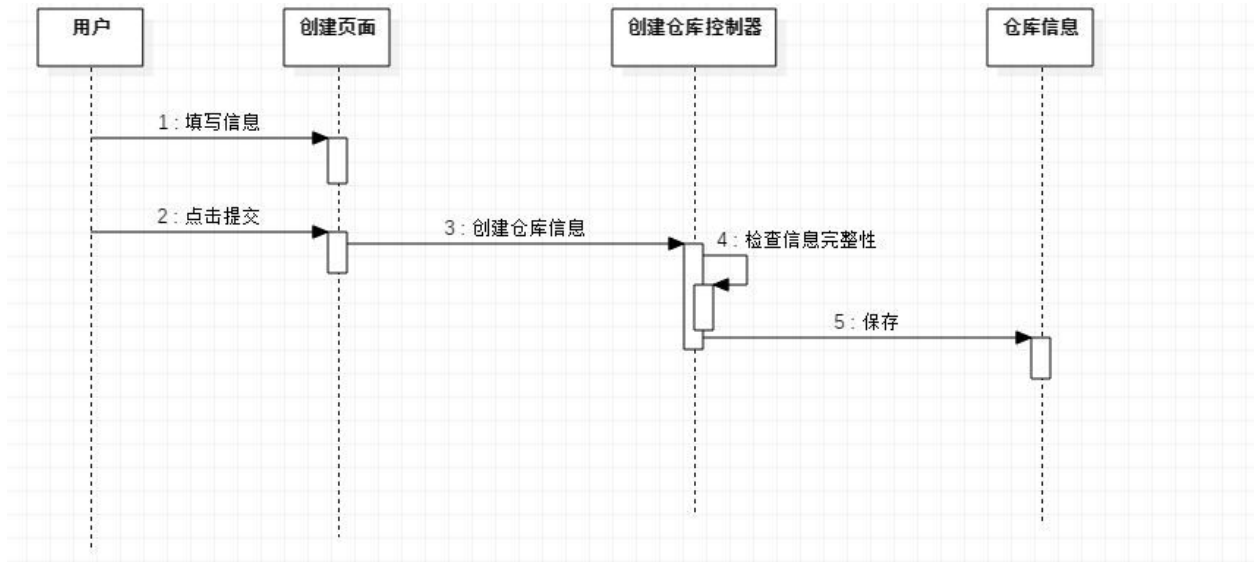 用户
创建页面
创建仓库控制器
仓库信息
1 : 填写信息
2 : 点击提交
3 : 创建仓库信息
4 : 检查信息完整性
5 : 保存